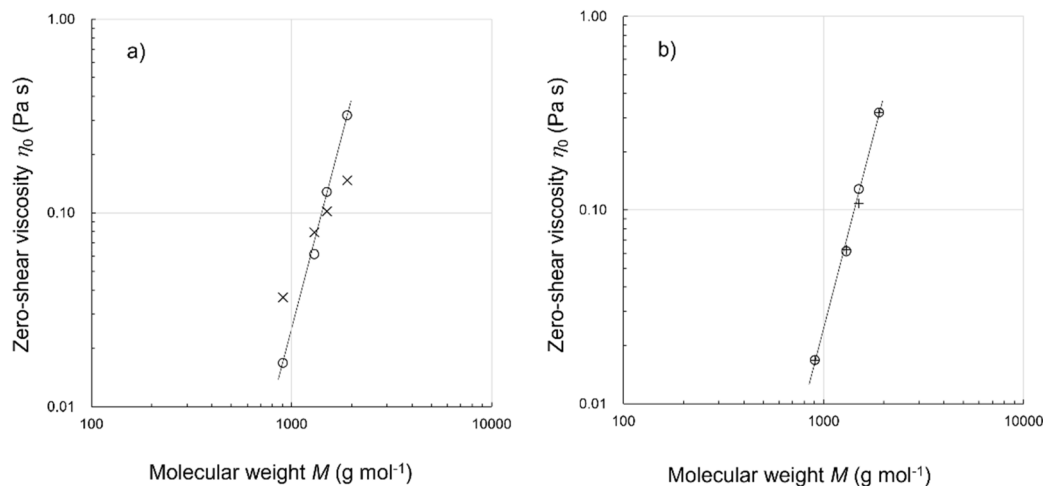 a)
Zero-shear viscosity η₀ (Pa s)
1.00
0.10
0.01
100
1000
10000
Molecular weight M (g mol⁻¹)
b)
Zero-shear viscosity η₀ (Pa s)
1.00
0.10
0.01
100
1000
10000
Molecular weight M (g mol⁻¹)